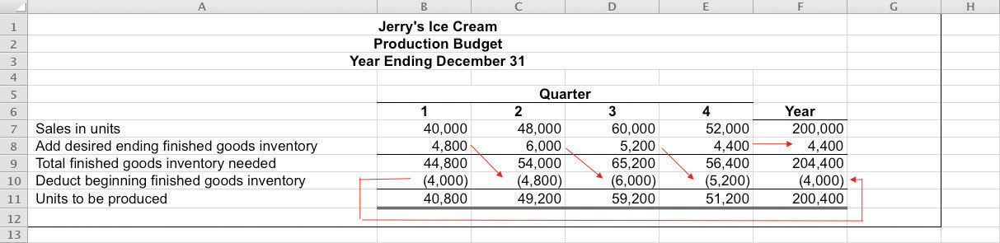 A B C D E F G H
1 Jerry's Ice Cream
2 Production Budget
3 Year Ending December 31
4
5 Quarter
6 1 2 3 4 Year
7 Sales in units 40,000 48,000 60,000 52,000 200,000
8 Add desired ending finished goods inventory 4,800 6,000 5,200 4,400 4,400
9 Total finished goods inventory needed 44,800 54,000 65,200 56,400 204,400
10 Deduct beginning finished goods inventory (4,000) (4,800) (6,000) (5,200) (4,000)
11 Units to be produced 40,800 49,200 59,200 51,200 200,400
12
13